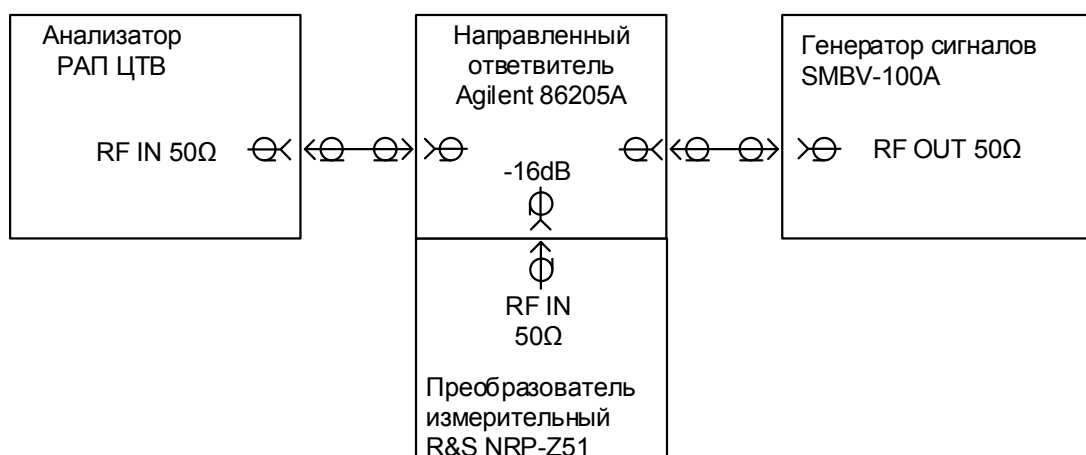 Анализатор
РАП ЦТВ
RF IN 50Ω
Направленный
ответвитель
Agilent 86205A
-16dB
Генератор сигналов
SMBV-100A
RF OUT 50Ω
RF IN
50Ω
Преобразователь
измерительный
R&S NRP-Z51